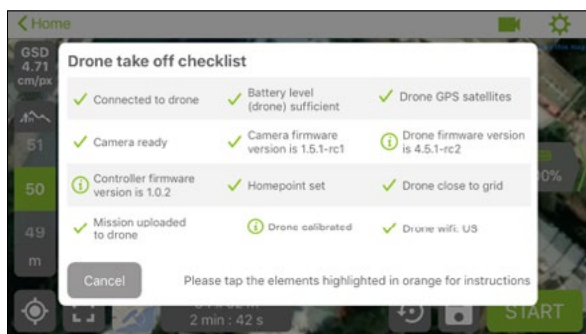 Home
GSD
4.71
cm/px
Drone take off checklist
Connected to drone
Battery level
(drone) sufficient
Drone GPS satellites
Camera ready
Camera firmware
version is 1.5.1-rc1
Drone firmware version
is 4.5.1-rc2
Controller firmware
version is 1.0.2
Homepoint set
Drone close to grid
Mission uploaded
to drone
Drone calibrated
Drone wifi: US
51
50
49
m
Cancel
Please tap the elements highlighted in orange for instructions
2 min : 42 s
START